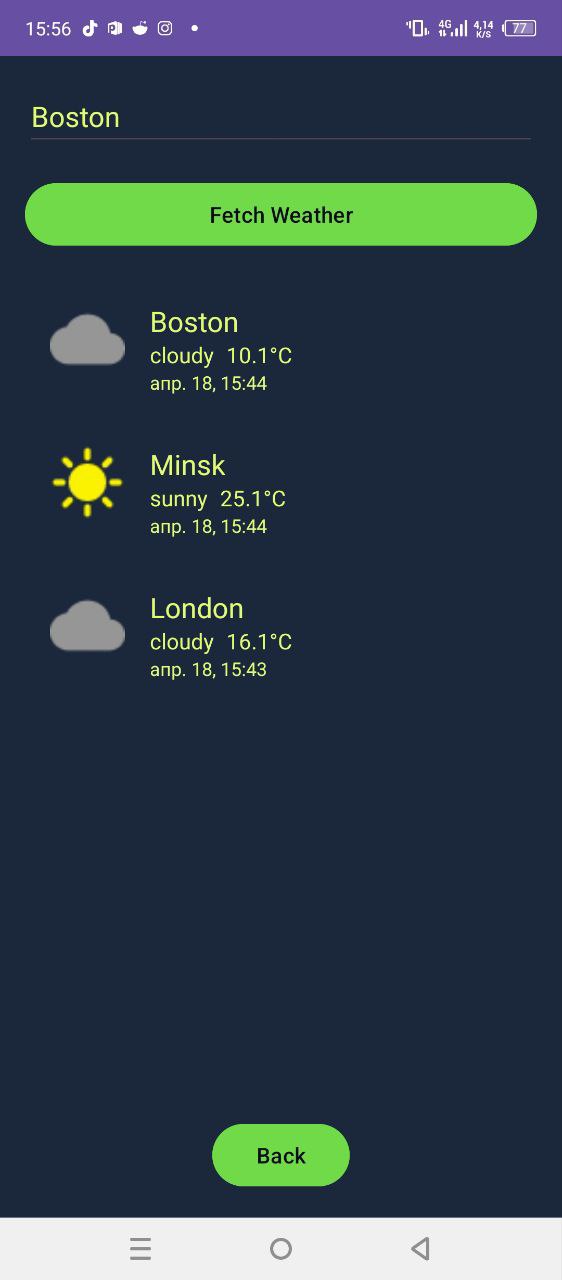 15:56
4G 4,14 K/S 77
Boston
Fetch Weather
Boston
cloudy 10.1°C
апр. 18, 15:44
Minsk
sunny 25.1°C
апр. 18, 15:44
London
cloudy 16.1°C
апр. 18, 15:43
Back